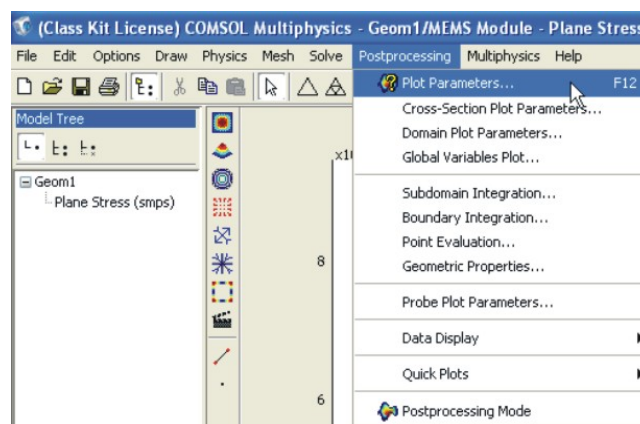 (Class Kit License) COMSOL Multiphysics - Geom1/MEMS Module - Plane Stress
File Edit Options Draw Physics Mesh Solve Postprocessing Multiphysics Help
Plot Parameters... F12
Model Tree
Cross-Section Plot Parameters...
Domain Plot Parameters...
Global Variables Plot...
x10
Geom1
Plane Stress (smps)
Subdomain Integration...
Boundary Integration...
Point Evaluation...
8
Geometric Properties...
Probe Plot Parameters...
Data Display
Quick Plots
6
Postprocessing Mode